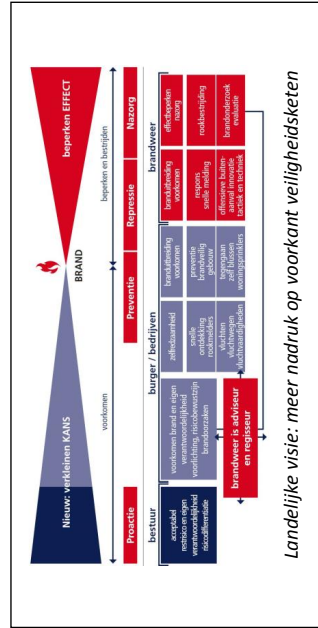 Nieuw: verkleinen KANS
beperken EFFECT
BRAND
voorkomen
beperken en bestrijden
Proactie
Preventie
Repressie
Nazorg
bestuur
burger / bedrijven
brandweer
acceptabel
restrisico en eigen
verantwoordelijkheid
risicodifferentiatie
voorkomen brand en eigen
verantwoordelijkheid
voorlichting, risicobewustzijn
brandoorzaken
zelfredzaamheid
snelle
ontdekking
rookmelders
vluchten
vluchtwegen
vluchtvaardigheden
branduitbreiding
voorkomen
preventie
brandveilig
gebouw
tegengaan
zelf blussen
woningsprinklers
branduitbreiding
voorkomen
respons
snelle melding
offensieve buiten-
aanval innovatie
tactiek en techniek
effectbeperken
nazorg
rookbestrijding
brandonderzoek
evaluatie
brandweer is adviseur
en regisseur
Landelijke visie: meer nadruk op voorkant veiligheidsketen